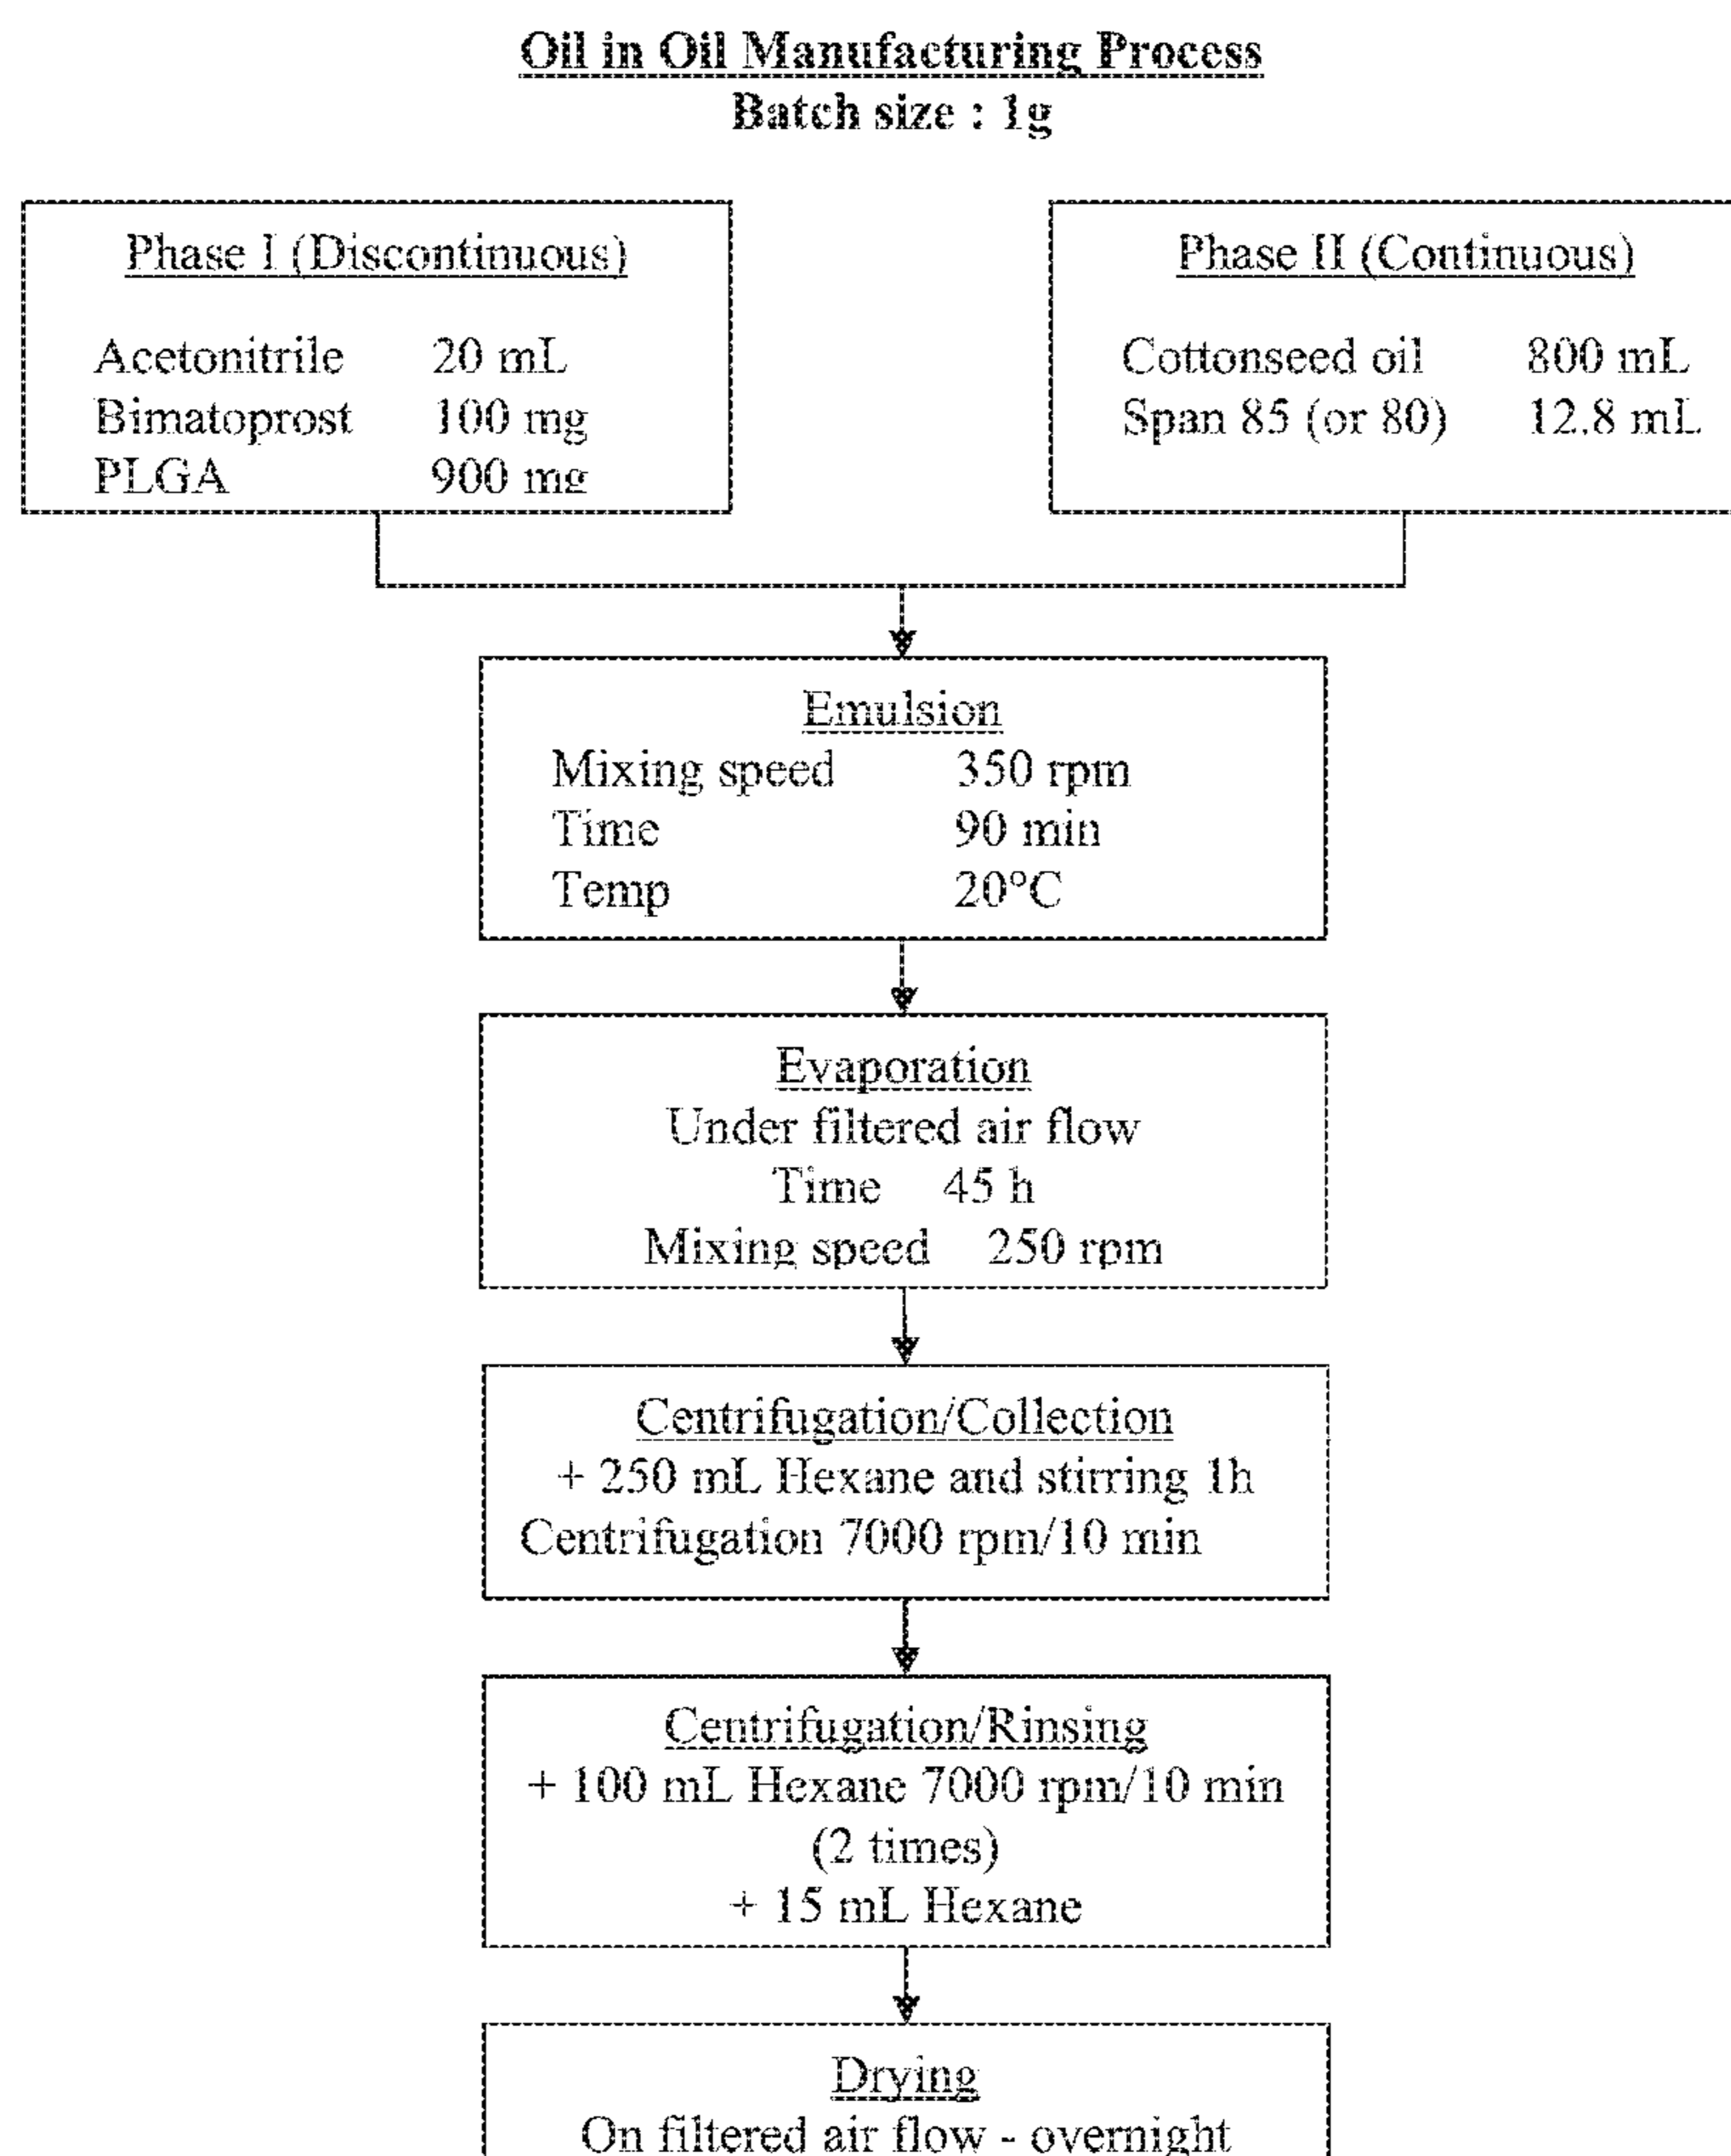 Oil in Oil Manufacturing Process
Batch size : 1g
Phase I (Discontinuous)
Acetonitrile 20 mL
Bimatoprost 100 mg
PLGA 900 mg
Phase II (Continuous)
Cottonseed oil 800 mL
Span 85 (or 80) 12.8 mL
Emulsion
Mixing speed 350 rpm
Time 90 min
Temp 20°C
Evaporation
Under filtered air flow
Time 45 h
Mixing speed 250 rpm
Centrifugation/Collection
+ 250 mL Hexane and stirring 1h
Centrifugation 7000 rpm/10 min
Centrifugation/Rinsing
+ 100 mL Hexane 7000 rpm/10 min
(2 times)
+ 15 mL Hexane
Drying
On filtered air flow - overnight